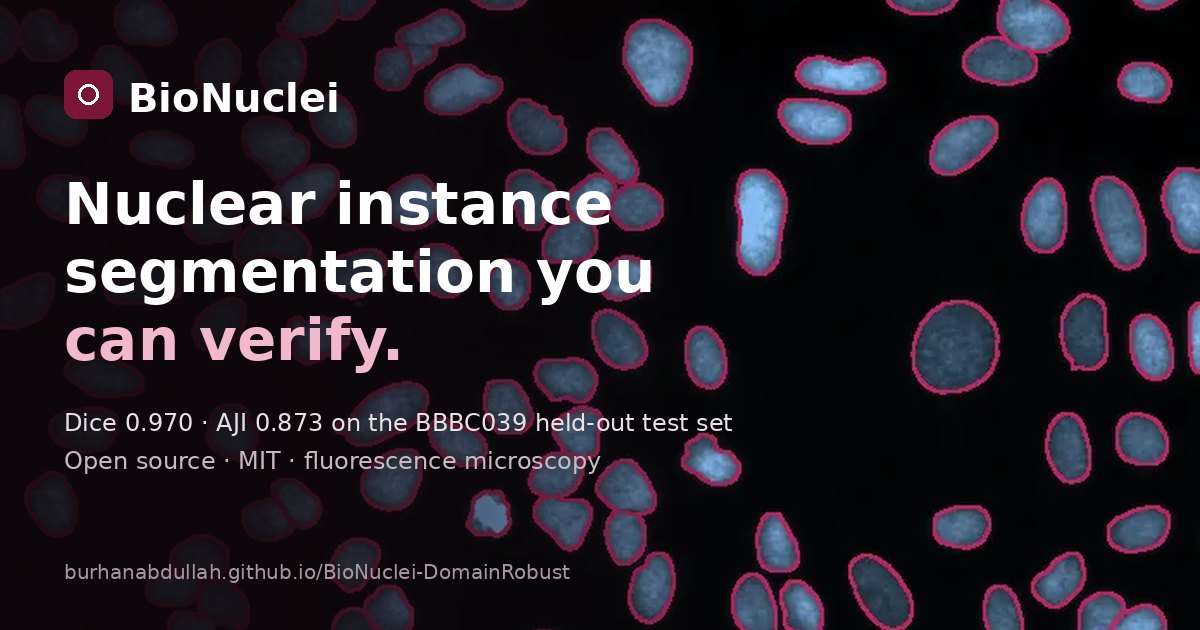 BioNuclei
Nuclear instance
segmentation you
can verify.
Dice 0.970 · AJI 0.873 on the BBBC039 held-out test set
Open source · MIT · fluorescence microscopy
burhanabdullah.github.io/BioNuclei-DomainRobust